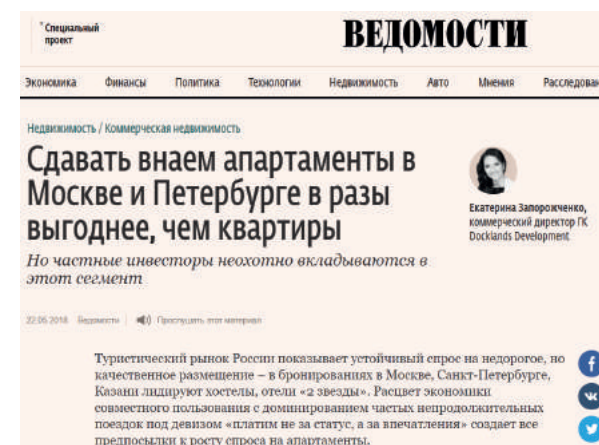 Специальный
проект
ВЕДОМОСТИ
Экономика Финансы Политика Технологии Недвижимость Авто Мнения Расследован
Недвижимость / Коммерческая недвижимость
Сдавать внаем апартаменты в
Москве и Петербурге в разы
выгоднее, чем квартиры
Но частные инвесторы неохотно вкладываются в
этом сегмент
Екатерина Запорожченко,
коммерческий директор ГК
Docklands Development
22.05.2018 Ведомости Прослушать этот материал
Туристический рынок России показывает устойчивый спрос на недорогое, но
качественное размещение – в бронированиях в Москве, Санкт-Петербурге,
Казани лидируют хостелы, отели «2 звезды». Расцвет экономики
совместного пользования с доминированием частых непродолжительных
поездок под девизом «платим не за статус, а за впечатления» создает все
предпосылки к росту спроса на апартаменты.